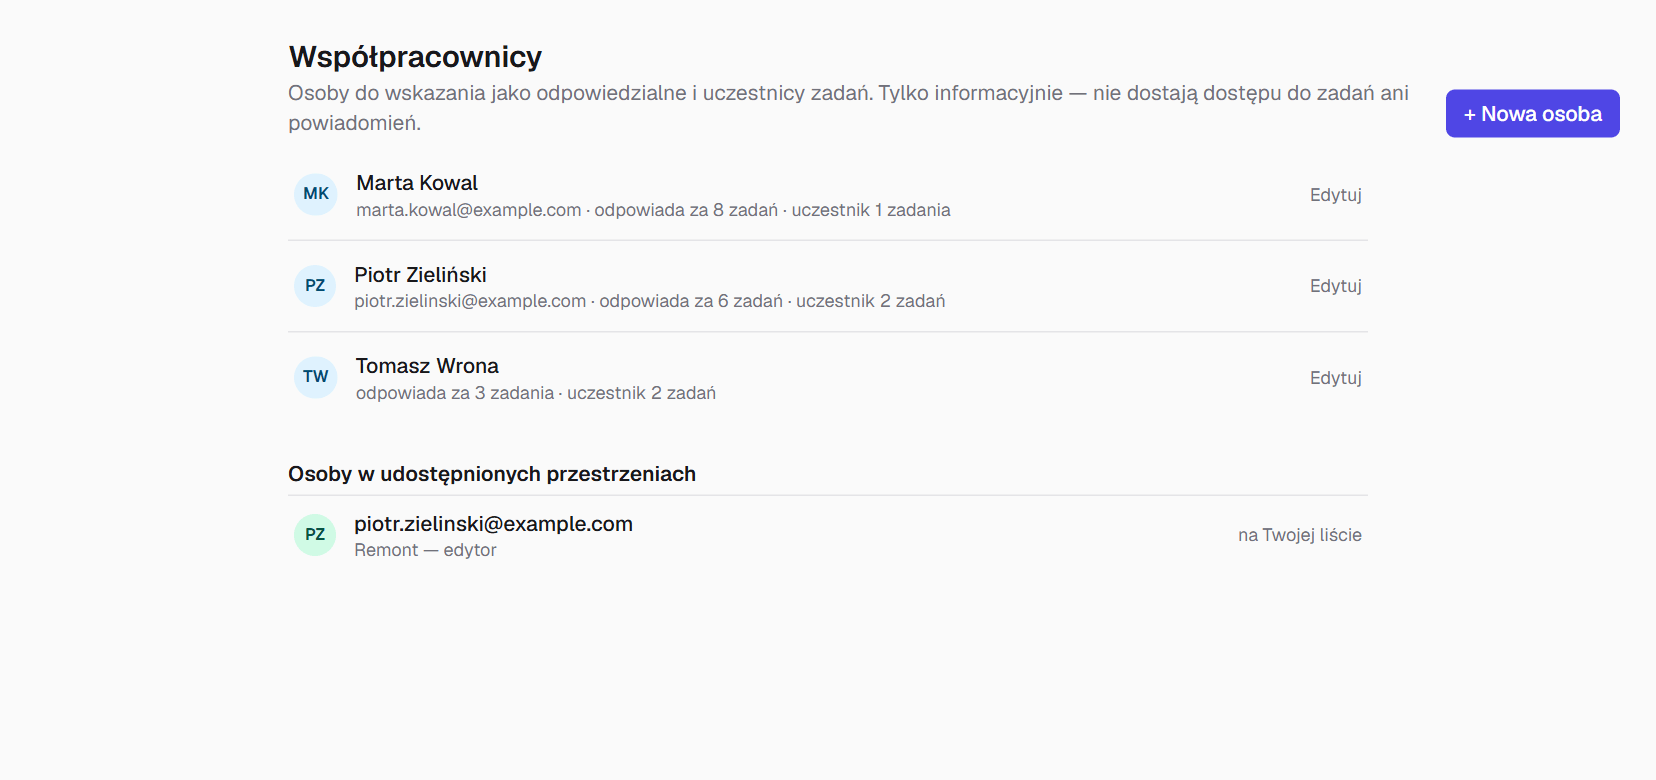 Współpracownicy
Osoby do wskazania jako odpowiedzialne i uczestnicy zadań. Tylko informacyjnie — nie dostają dostępu do zadań ani
powiadomień.
+ Nowa osoba
MK
Marta Kowal
marta.kowal@example.com · odpowiada za 8 zadań · uczestnik 1 zadania
Edytuj
PZ
Piotr Zieliński
piotr.zielinski@example.com · odpowiada za 6 zadań · uczestnik 2 zadań
Edytuj
TW
Tomasz Wrona
odpowiada za 3 zadania · uczestnik 2 zadań
Edytuj
Osoby w udostępnionych przestrzeniach
PZ
piotr.zielinski@example.com
Remont — edytor
na Twojej liście